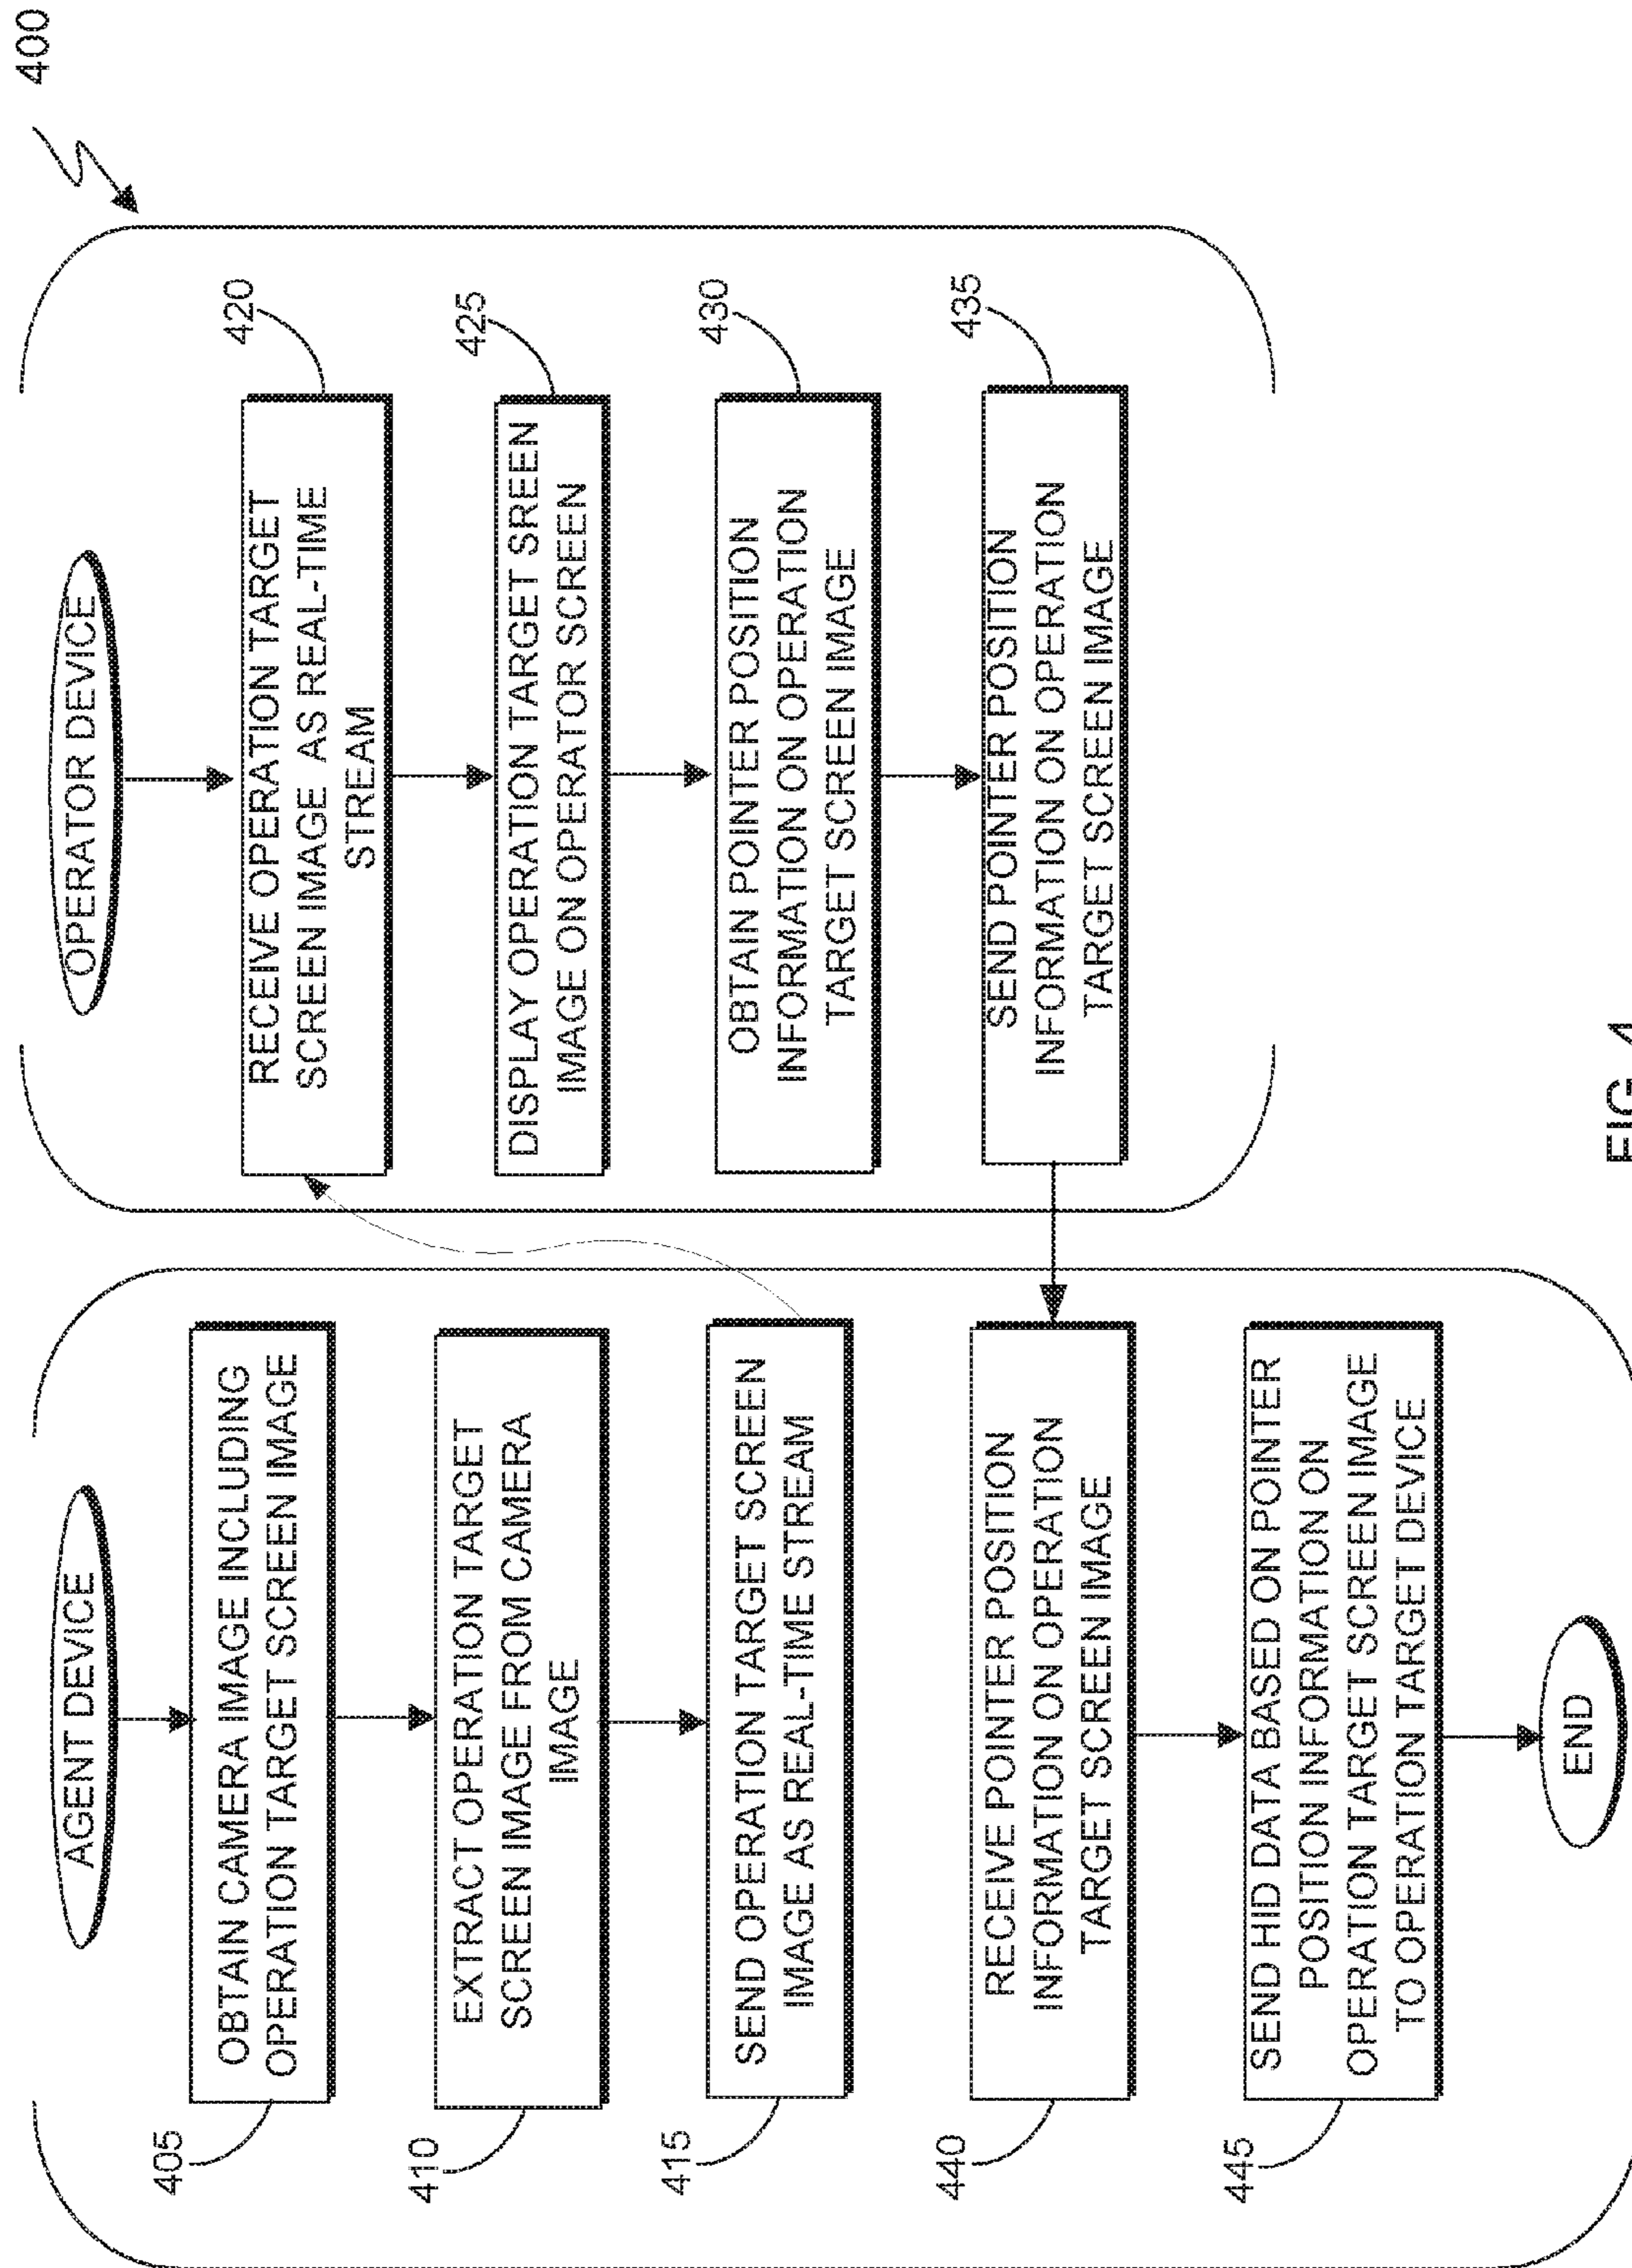 400
AGENT DEVICE
405
OBTAIN CAMERA IMAGE INCLUDING
OPERATION TARGET SCREEN IMAGE
410
EXTRACT OPERATION TARGET
SCREEN IMAGE FROM CAMERA
IMAGE
415
SEND OPERATION TARGET SCREEN
IMAGE AS REAL-TIME STREAM
440
RECEIVE POINTER POSITION
INFORMATION ON OPERATION
TARGET SCREEN IMAGE
445
SEND HID DATA BASED ON POINTER
POSITION INFORMATION ON
OPERATION TARGET SCREEN IMAGE
TO OPERATION TARGET DEVICE
END
OPERATOR DEVICE
420
RECEIVE OPERATION TARGET
SCREEN IMAGE AS REAL-TIME
STREAM
425
DISPLAY OPERATION TARGET SREEN
IMAGE ON OPERATOR SCREEN
430
OBTAIN POINTER POSITION
INFORMATION ON OPERATION
TARGET SCREEN IMAGE
435
SEND POINTER POSITION
INFORMATION ON OPERATION
TARGET SCREEN IMAGE
FIG. 4